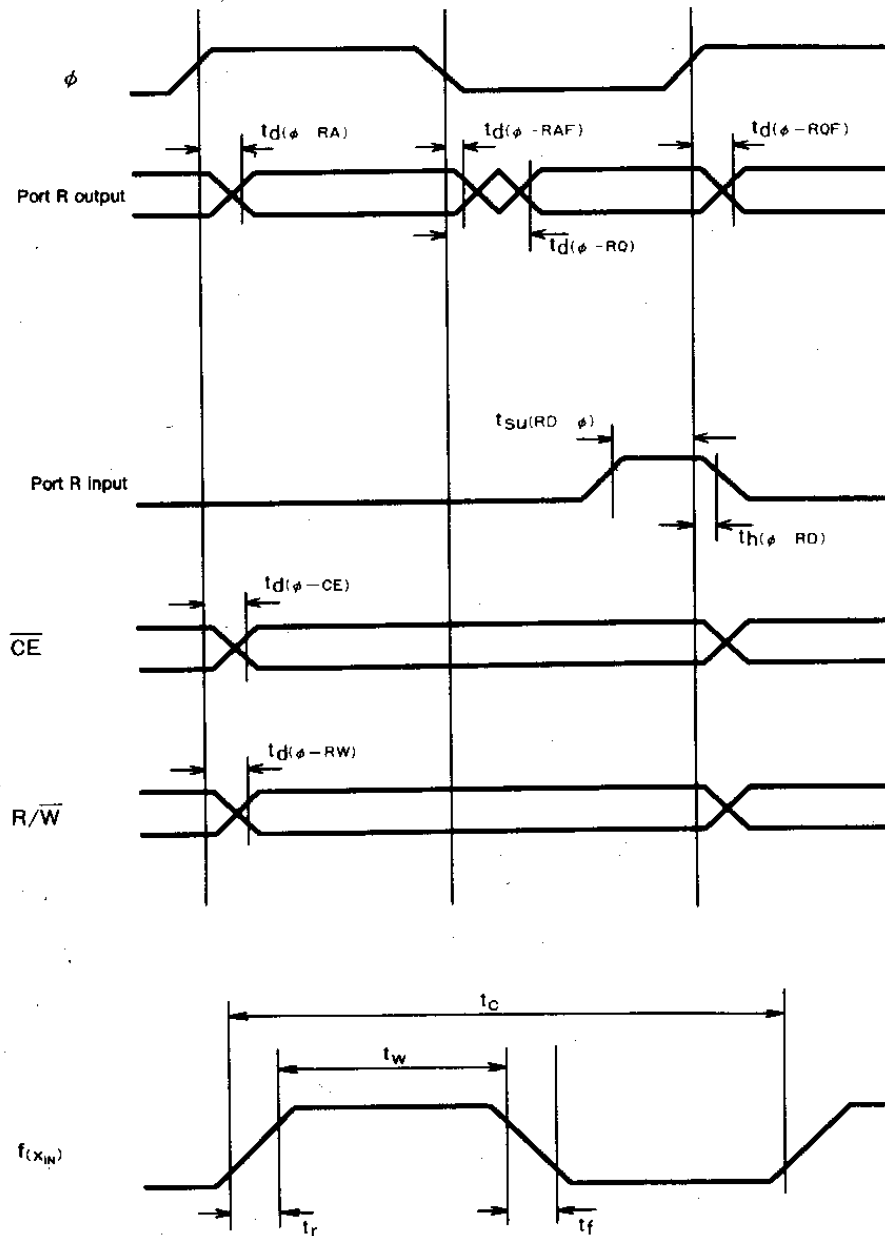 φ
td(φ RA)
td(φ -RAF)
td(φ-RQF)
Port R output
td(φ -RQ)
tsu(RD φ)
Port R input
th(φ RD)
td(φ-CE)
CE
td(φ-RW)
R/W
tc
tw
f(XIN)
tr
tf